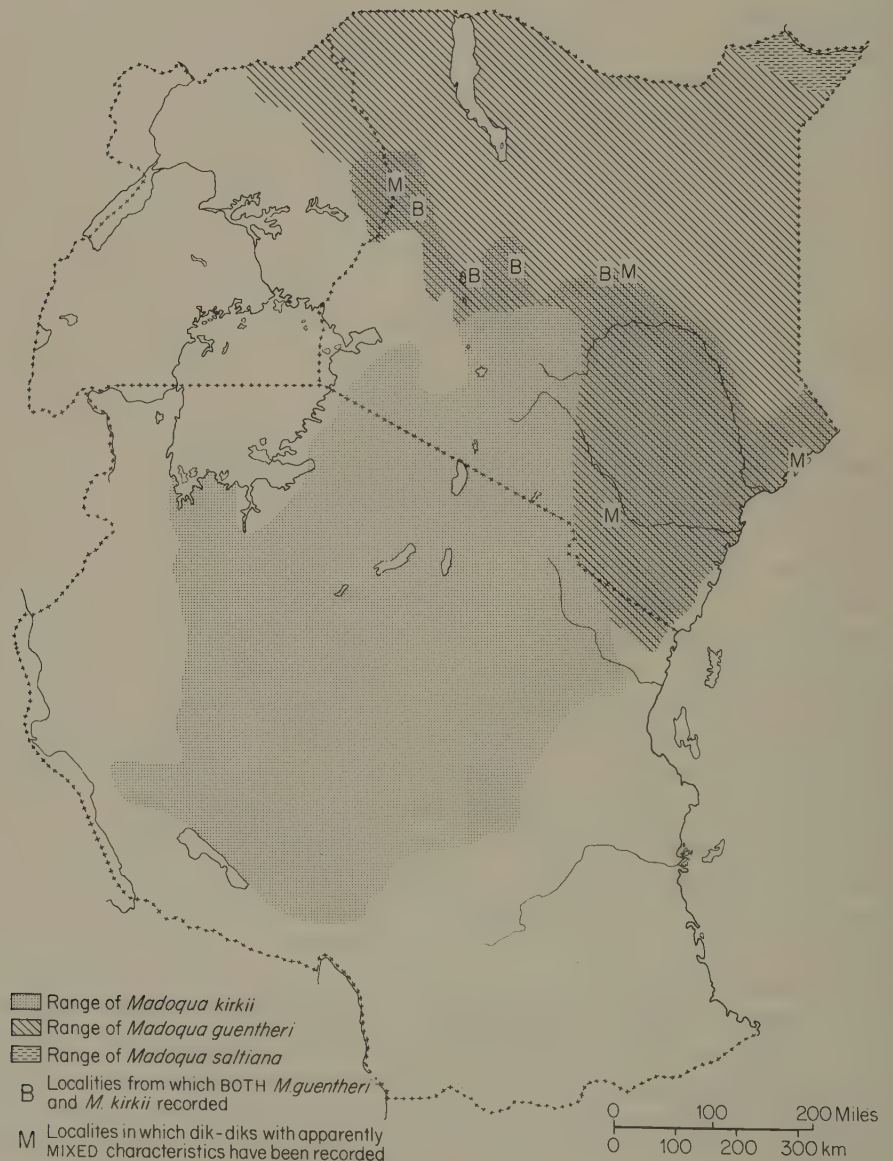 M
B
B
B
B M
M
M
Range of Madoqua kirkii
Range of Madoqua guentheri
Range of Madoqua saltiana
B Localities from which BOTH M.guentheri
and M. kirkii recorded
M Localites in which dik-diks with apparently
MIXED characteristics have been recorded
0 100 200 Miles
0 100 200 300 km